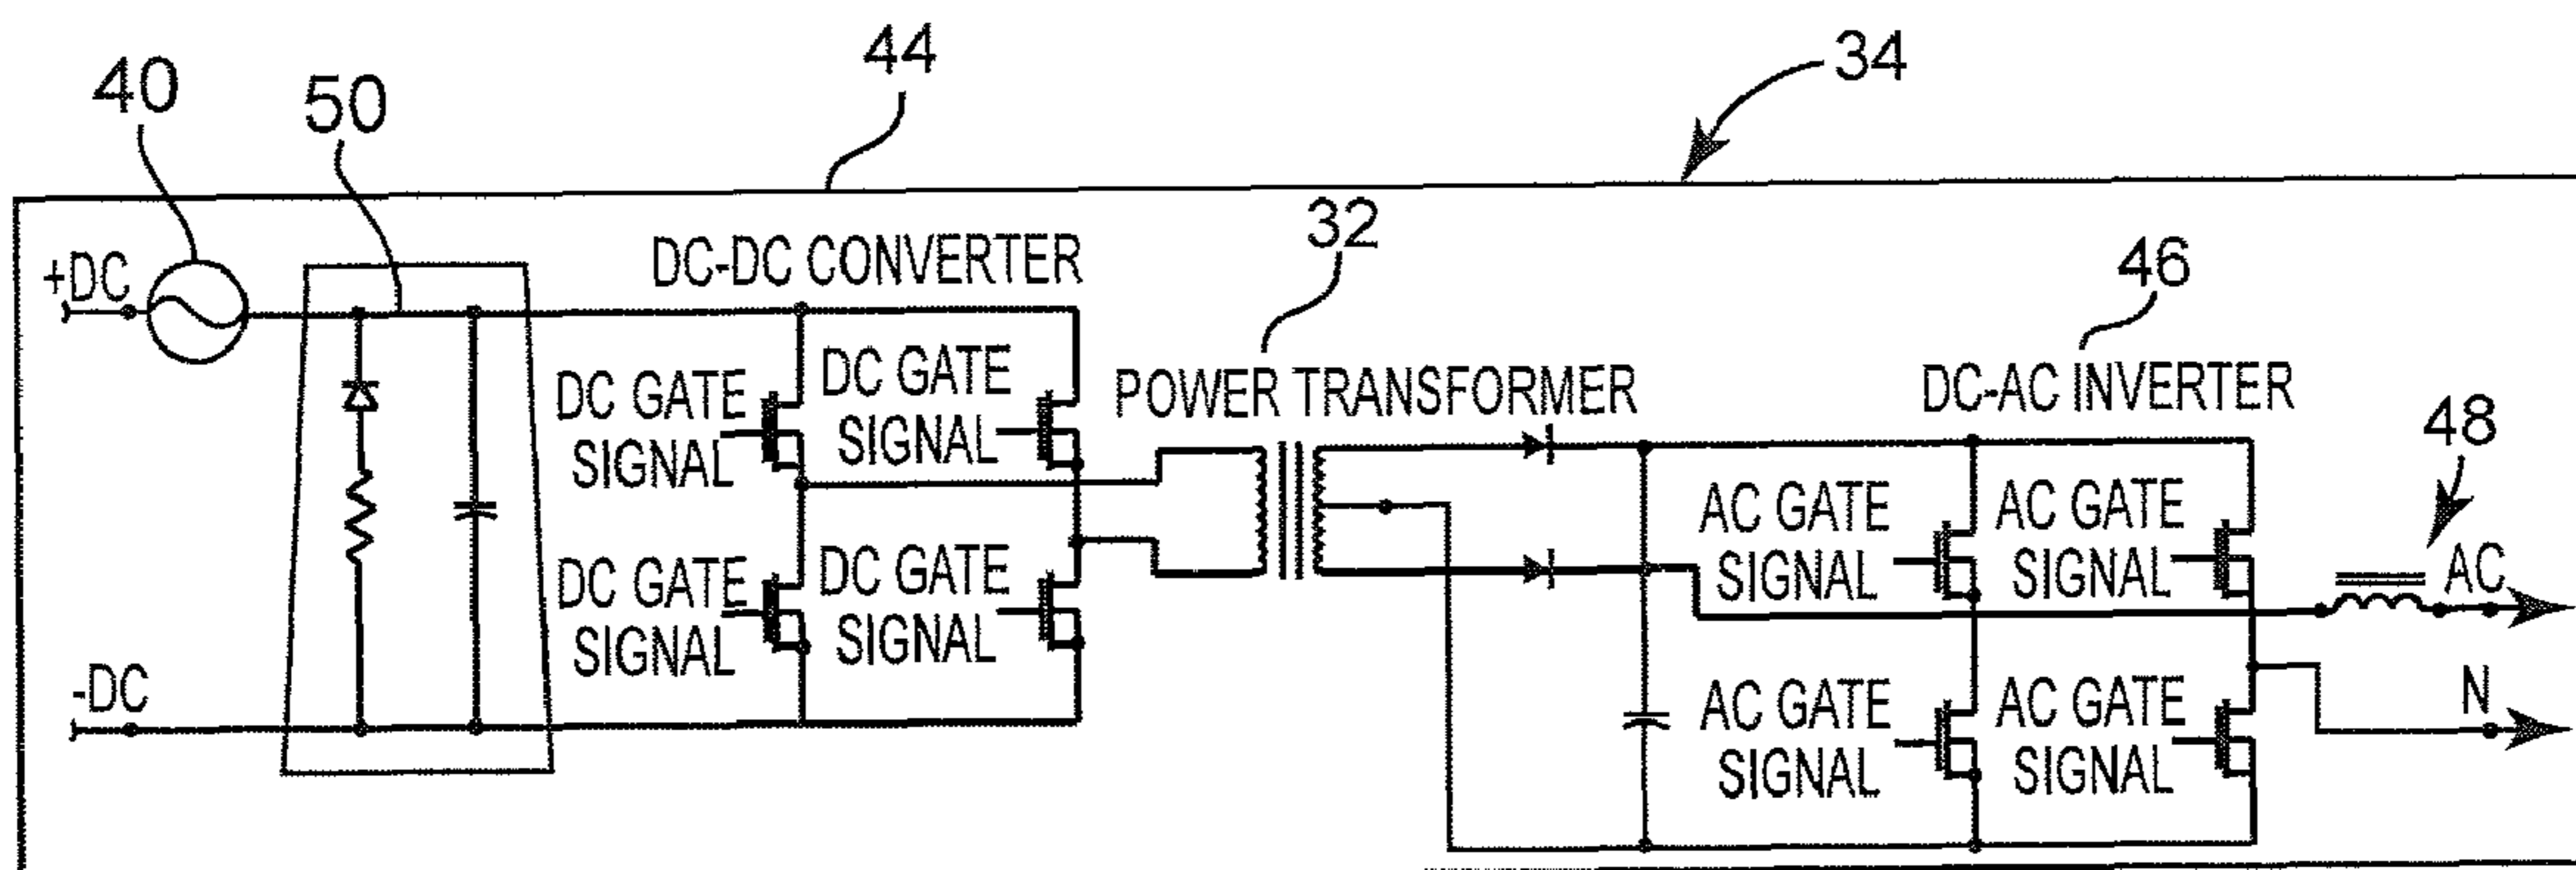 44
34
40
50
32
DC-DC CONVERTER
+DC
46
DC GATE
SIGNAL
DC GATE
SIGNAL
POWER TRANSFORMER
DC-AC INVERTER
48
AC GATE
SIGNAL
AC GATE
SIGNAL
AC
DC GATE
SIGNAL
DC GATE
SIGNAL
-DC
AC GATE
SIGNAL
AC GATE
SIGNAL
N